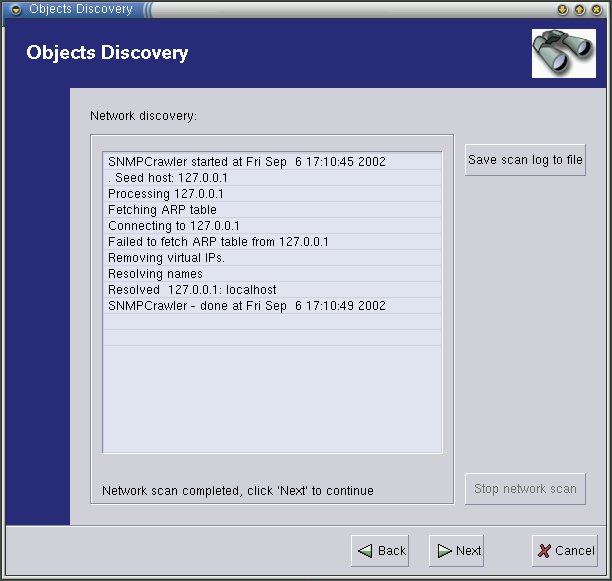 Objects Discovery
Objects Discovery
Network discovery:
SNMPCrawler started at Fri Sep  6 17:10:45 2002
. Seed host: 127.0.0.1
Processing 127.0.0.1
Fetching ARP table
Connecting to 127.0.0.1
Failed to fetch ARP table from 127.0.0.1
Removing virtual IPs.
Resolving names
Resolved  127.0.0.1: localhost
SNMPCrawler - done at Fri Sep  6 17:10:49 2002
Save scan log to file
Network scan completed, click 'Next' to continue
Stop network scan
Back
Next
Cancel